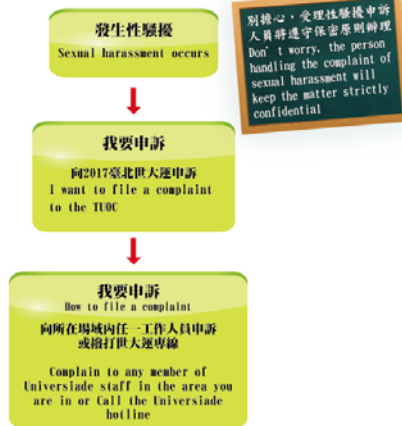 發生性騷擾
Sexual harassment occurs
別擔心，受理性騷擾申訴
人員將遵守保密原則辦理
Don't worry, the person
handling the complaint of
sexual harassment will
keep the matter strictly
confidential
我要申訴
向2017臺北世大運申訴
I want to file a complaint
to the TUOC
我要申訴
How to file a complaint
向所在場域內任一工作人員申訴
或撥打世大運專線
Complain to any member of
Universiade staff in the area you
are in or Call the Universiade
hotline